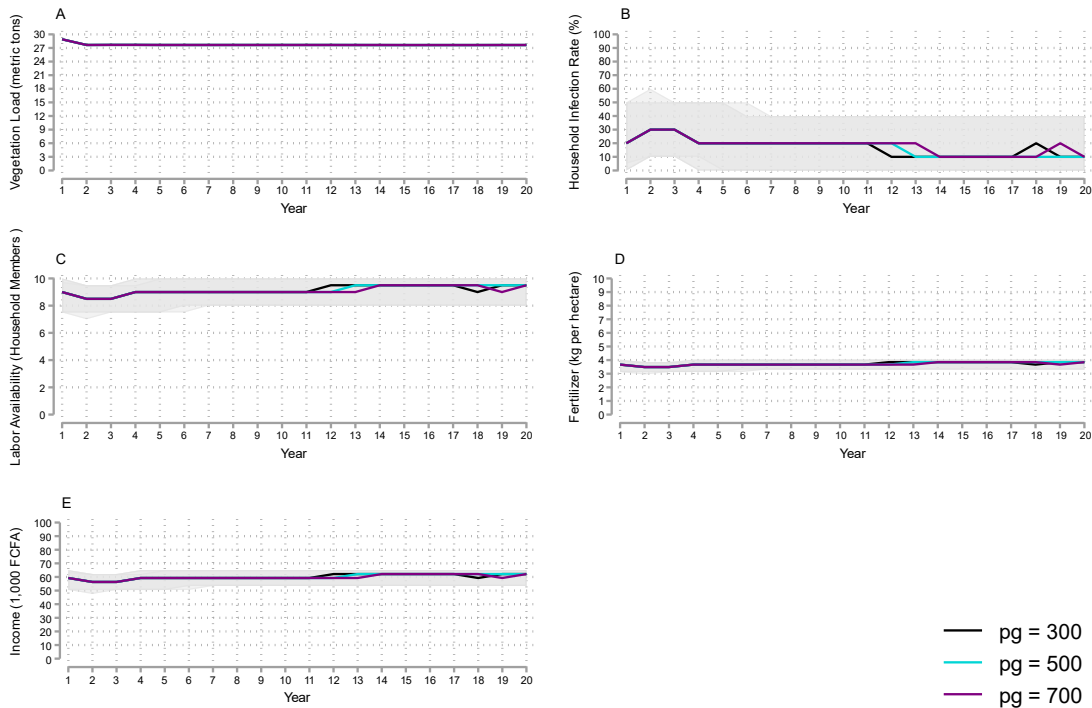 A
Vegetation Load (metric tons)
30
27
24
21
18
15
12
9
6
3
0
1 2 3 4 5 6 7 8 9 10 11 12 13 14 15 16 17 18 19 20
Year
B
Household Infection Rate (%)
100
90
80
70
60
50
40
30
20
10
0
1 2 3 4 5 6 7 8 9 10 11 12 13 14 15 16 17 18 19 20
Year
C
Labor Availability (Household Members )
10
8
6
4
2
0
1 2 3 4 5 6 7 8 9 10 11 12 13 14 15 16 17 18 19 20
Year
D
Fertilizer (kg per hectare)
10
9
8
7
6
5
4
3
2
1
0
1 2 3 4 5 6 7 8 9 10 11 12 13 14 15 16 17 18 19 20
Year
E
Income (1,000 FCFA)
100
90
80
70
60
50
40
30
20
10
0
1 2 3 4 5 6 7 8 9 10 11 12 13 14 15 16 17 18 19 20
Year
pg = 300
pg = 500
pg = 700